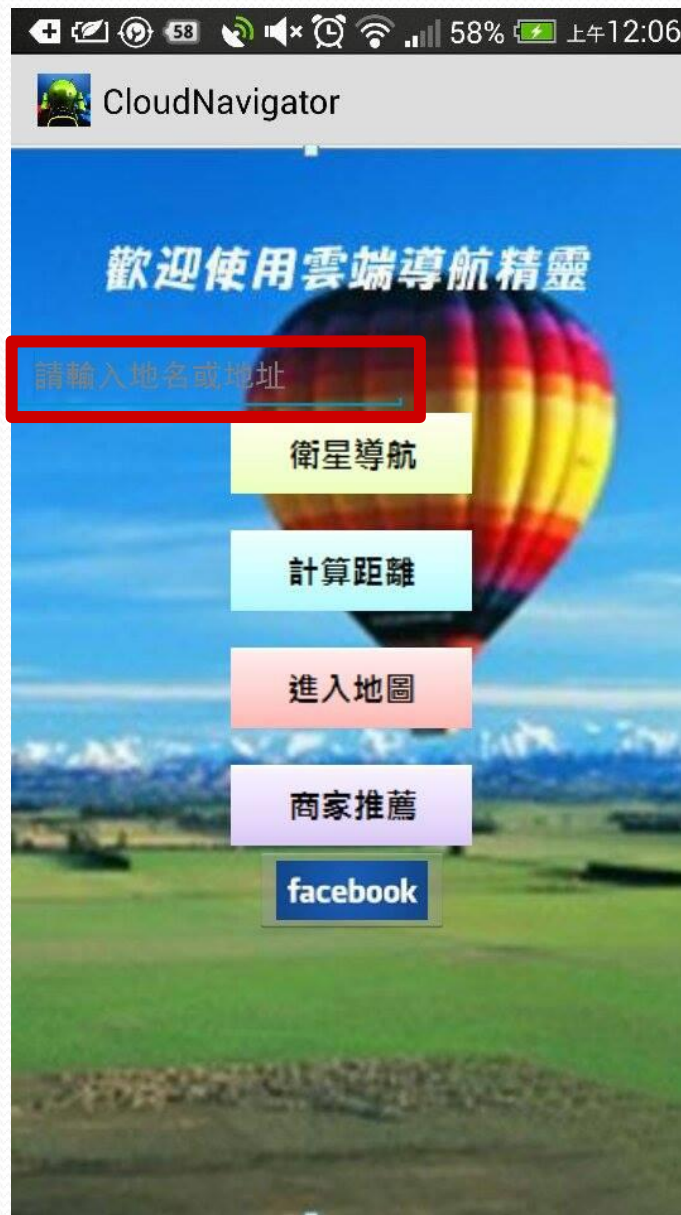 58 58% 上午12:06
CloudNavigator
歡迎使用雲端導航精靈
請輸入地名或地址
衛星導航
計算距離
進入地圖
商家推薦
facebook